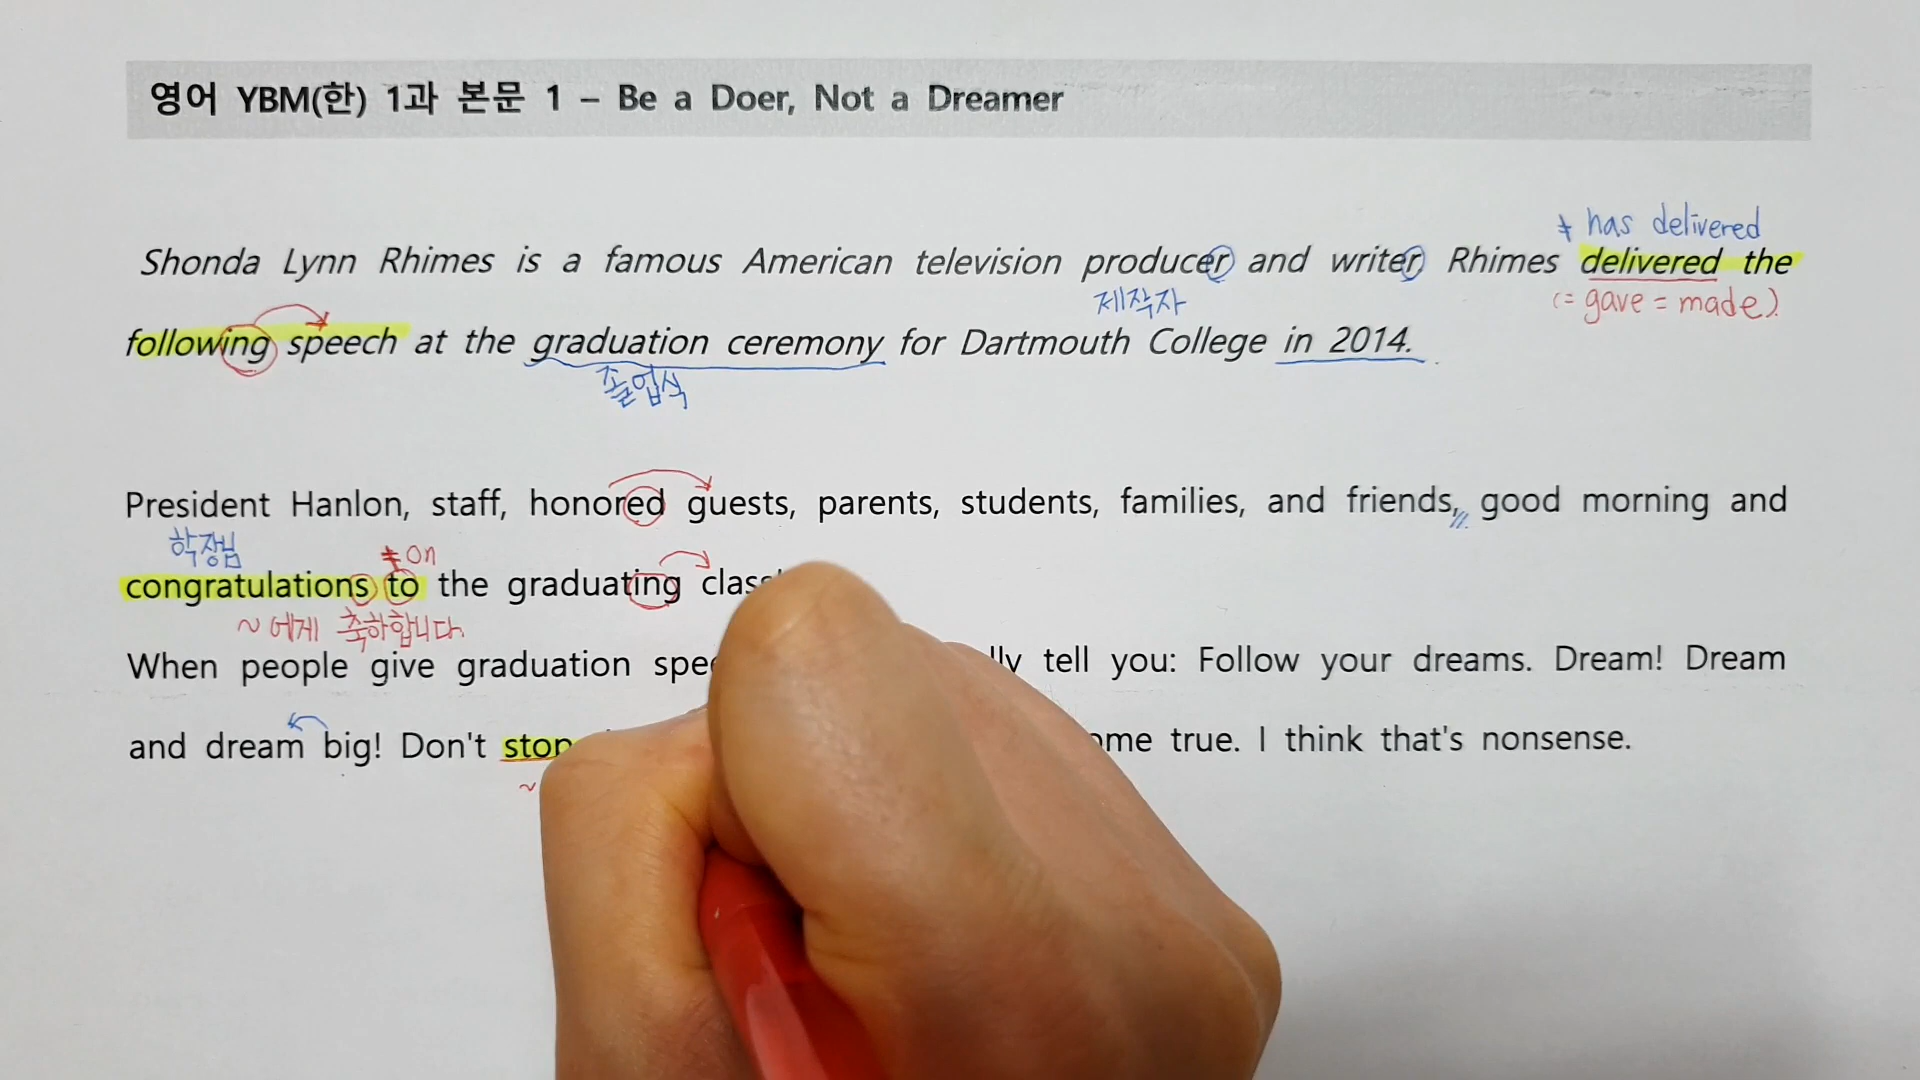 영어 YBM(한) 1과 본문 1 – Be a Doer, Not a Dreamer
≠ has delivered
Shonda Lynn Rhimes is a famous American television producer and writer, Rhimes delivered the
제작자 (= gave = made).
following speech at the graduation ceremony for Dartmouth College in 2014.
졸업식
President Hanlon, staff, honored guests, parents, students, families, and friends, good morning and
학장님 ≠ on
congratulations to the graduating
~에게 축하합니다.
When people give graduation tell you: Follow your dreams. Dream! Dream
and dream big! Don't stop true. I think that's nonsense.
~